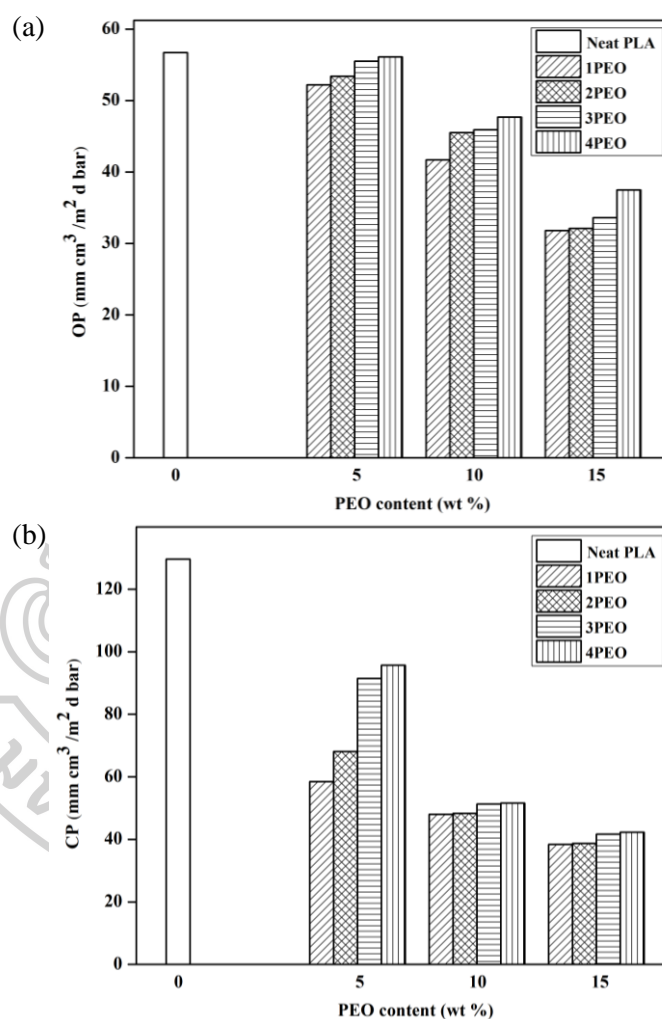 (a)
60
50
40
30
20
10
0
OP (mm cm³ /m² d bar)
Neat PLA
1PEO
2PEO
3PEO
4PEO
0 5 10 15
PEO content (wt %)
(b)
120
100
80
60
40
20
0
CP (mm cm³ /m² d bar)
Neat PLA
1PEO
2PEO
3PEO
4PEO
0 5 10 15
PEO content (wt %)